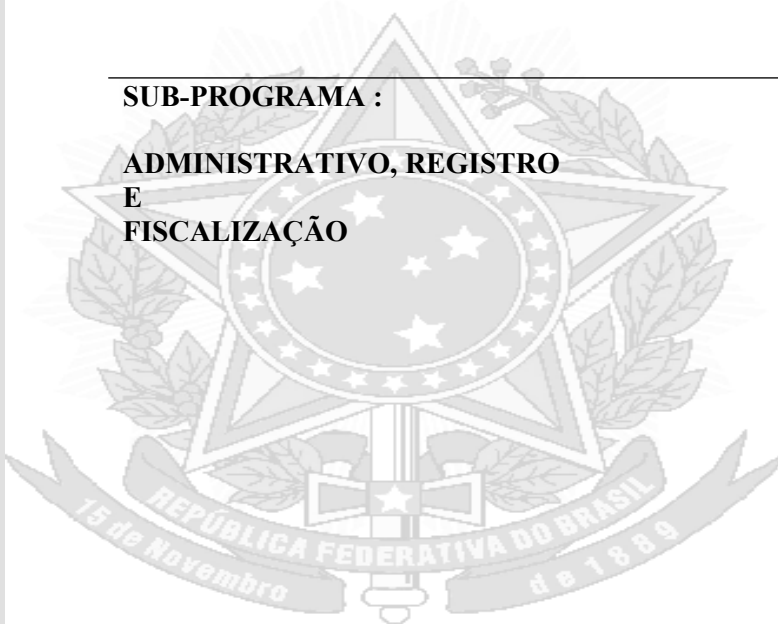 SUB-PROGRAMA :
ADMINISTRATIVO, REGISTRO
E
FISCALIZAÇÃO
REPÚBLICA FEDERATIVA DO BRASIL
15 de Novembro
de 1889